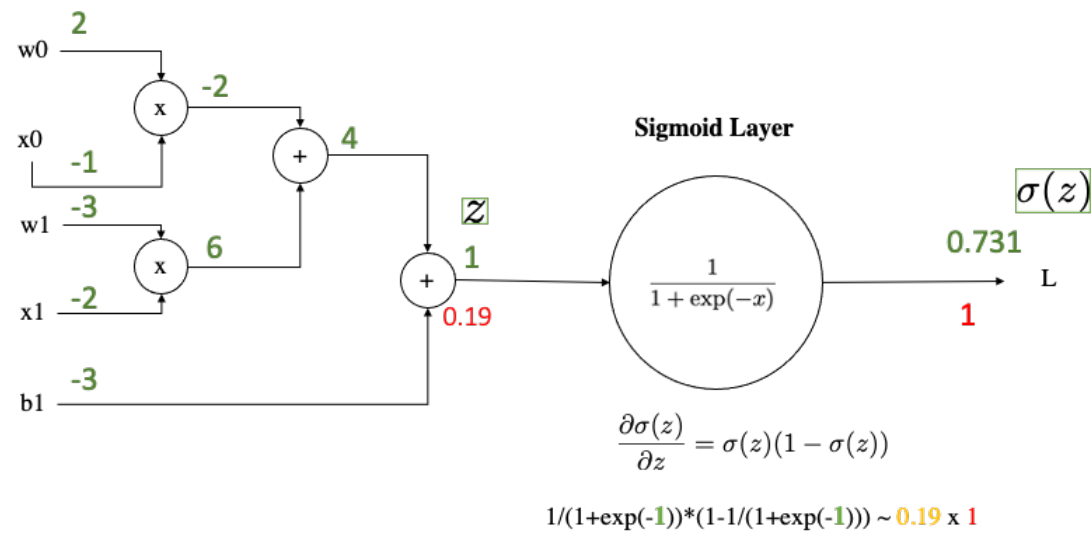 2
w0
-2
x
x0
-1
+
4
Sigmoid Layer
σ(z)
-3
w1
z
6
x
1
0.731
-2
x1
+
1/(1 + exp(−x))
L
0.19
1
-3
b1
∂σ(z)/∂z = σ(z)(1 − σ(z))
1/(1+exp(-1))*(1-1/(1+exp(-1))) ~ 0.19 x 1